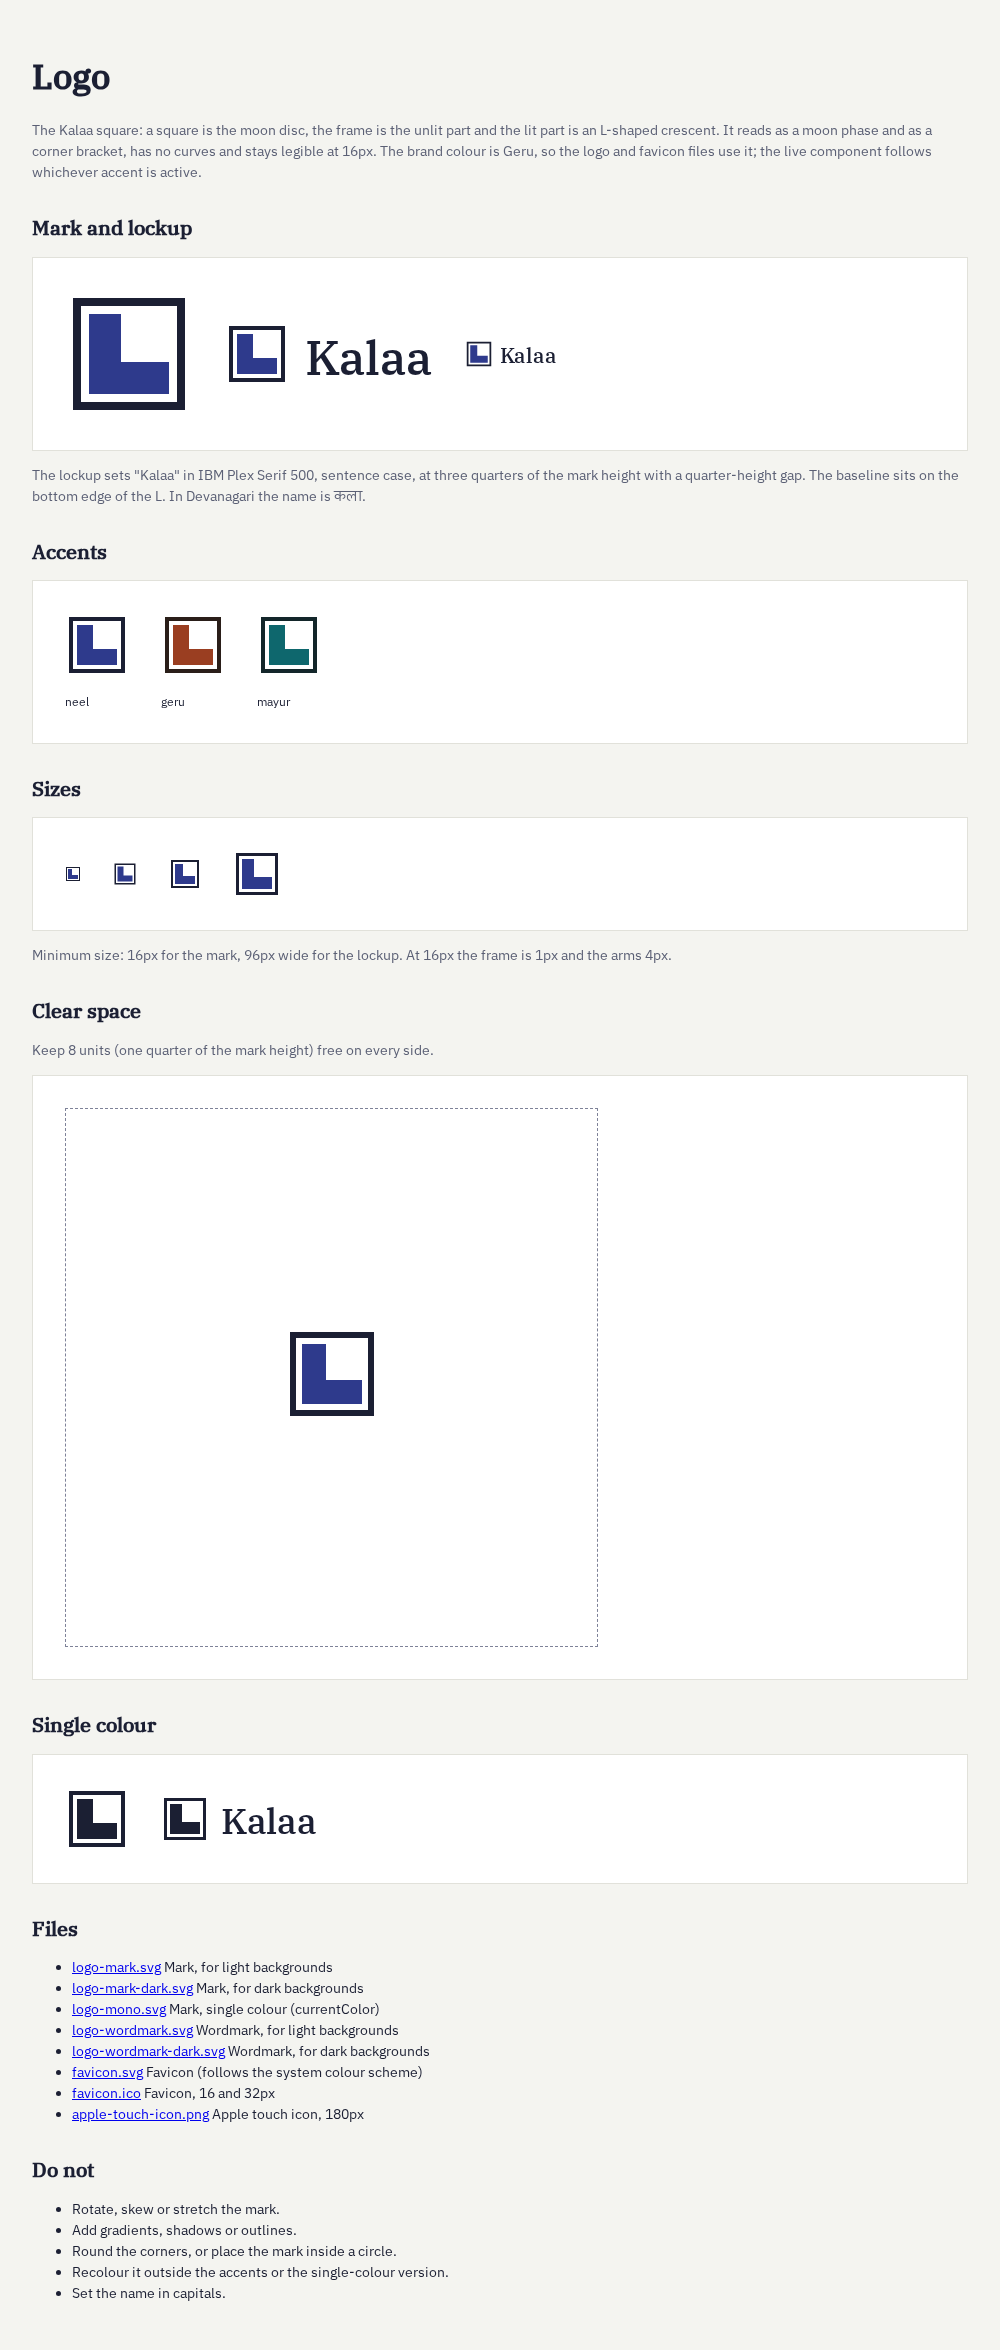 Logo
The Kalaa square: a square is the moon disc, the frame is the unlit part and the lit part is an L-shaped crescent. It reads as a moon phase and as a
corner bracket, has no curves and stays legible at 16px. The brand colour is Geru, so the logo and favicon files use it; the live component follows
whichever accent is active.
Mark and lockup
Kalaa
Kalaa
The lockup sets "Kalaa" in IBM Plex Serif 500, sentence case, at three quarters of the mark height with a quarter-height gap. The baseline sits on the
bottom edge of the L. In Devanagari the name is कला.
Accents
neel
geru
mayur
Sizes
Minimum size: 16px for the mark, 96px wide for the lockup. At 16px the frame is 1px and the arms 4px.
Clear space
Keep 8 units (one quarter of the mark height) free on every side.
Single colour
Kalaa
Files
logo-mark.svg Mark, for light backgrounds
logo-mark-dark.svg Mark, for dark backgrounds
logo-mono.svg Mark, single colour (currentColor)
logo-wordmark.svg Wordmark, for light backgrounds
logo-wordmark-dark.svg Wordmark, for dark backgrounds
favicon.svg Favicon (follows the system colour scheme)
favicon.ico Favicon, 16 and 32px
apple-touch-icon.png Apple touch icon, 180px
Do not
Rotate, skew or stretch the mark.
Add gradients, shadows or outlines.
Round the corners, or place the mark inside a circle.
Recolour it outside the accents or the single-colour version.
Set the name in capitals.